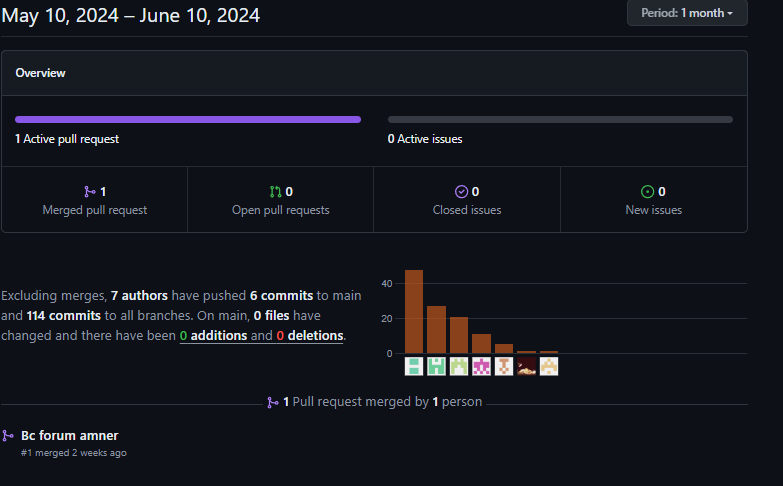 May 10, 2024 – June 10, 2024
Period: 1 month
Overview
1 Active pull request
0 Active issues
1
Merged pull request
0
Open pull requests
0
Closed issues
0
New issues
Excluding merges, 7 authors have pushed 6 commits to main
and 114 commits to all branches. On main, 0 files have
changed and there have been 0 additions and 0 deletions.
40
20
0
1 Pull request merged by 1 person
Bc forum amner
#1 merged 2 weeks ago